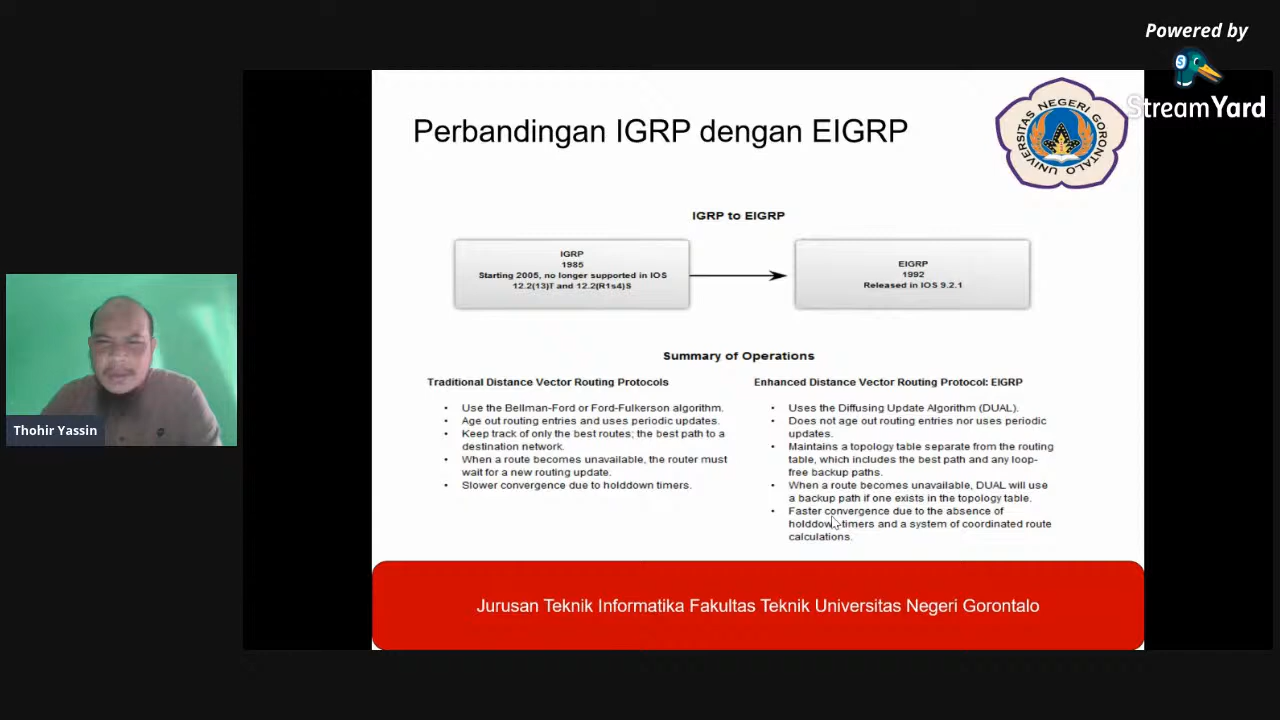 Powered by
StreamYard
Perbandingan IGRP dengan EIGRP
UNIVERSITAS NEGERI GORONTALO
IGRP to EIGRP
IGRP
1985
Starting 2005, no longer supported in IOS
12.2(13)T and 12.2(R1s4)S
EIGRP
1992
Released in IOS 9.2.1
Summary of Operations
Traditional Distance Vector Routing Protocols
• Use the Bellman-Ford or Ford-Fulkerson algorithm.
• Age out routing entries and uses periodic updates.
• Keep track of only the best routes; the best path to a
destination network.
• When a route becomes unavailable, the router must
wait for a new routing update.
• Slower convergence due to holddown timers.
Enhanced Distance Vector Routing Protocol: EIGRP
• Uses the Diffusing Update Algorithm (DUAL).
• Does not age out routing entries nor uses periodic
updates.
• Maintains a topology table separate from the routing
table, which includes the best path and any loop-
free backup paths.
• When a route becomes unavailable, DUAL will use
a backup path if one exists in the topology table.
• Faster convergence due to the absence of
holddown timers and a system of coordinated route
calculations.
Thohir Yassin
Jurusan Teknik Informatika Fakultas Teknik Universitas Negeri Gorontalo